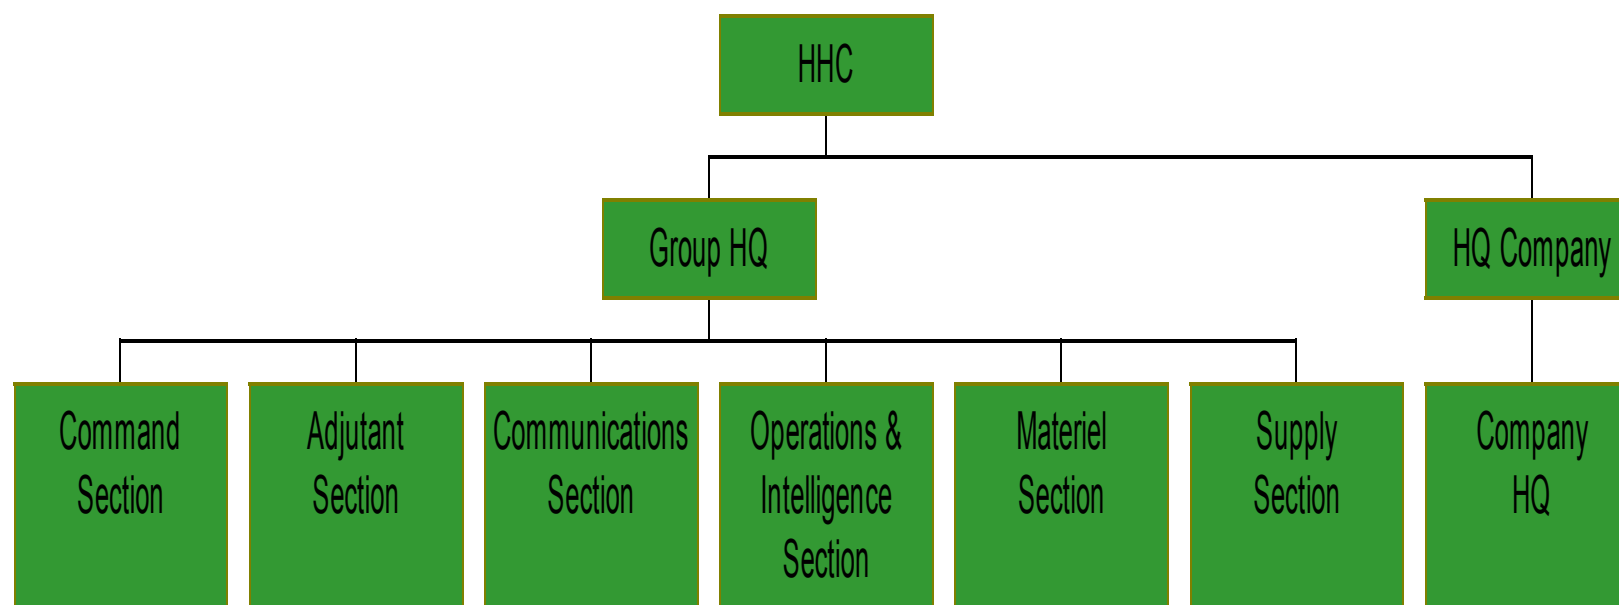 HHC
Group HQ
HQ Company
Command
Section
Adjutant
Section
Communications
Section
Operations &
Intelligence
Section
Materiel
Section
Supply
Section
Company
HQ